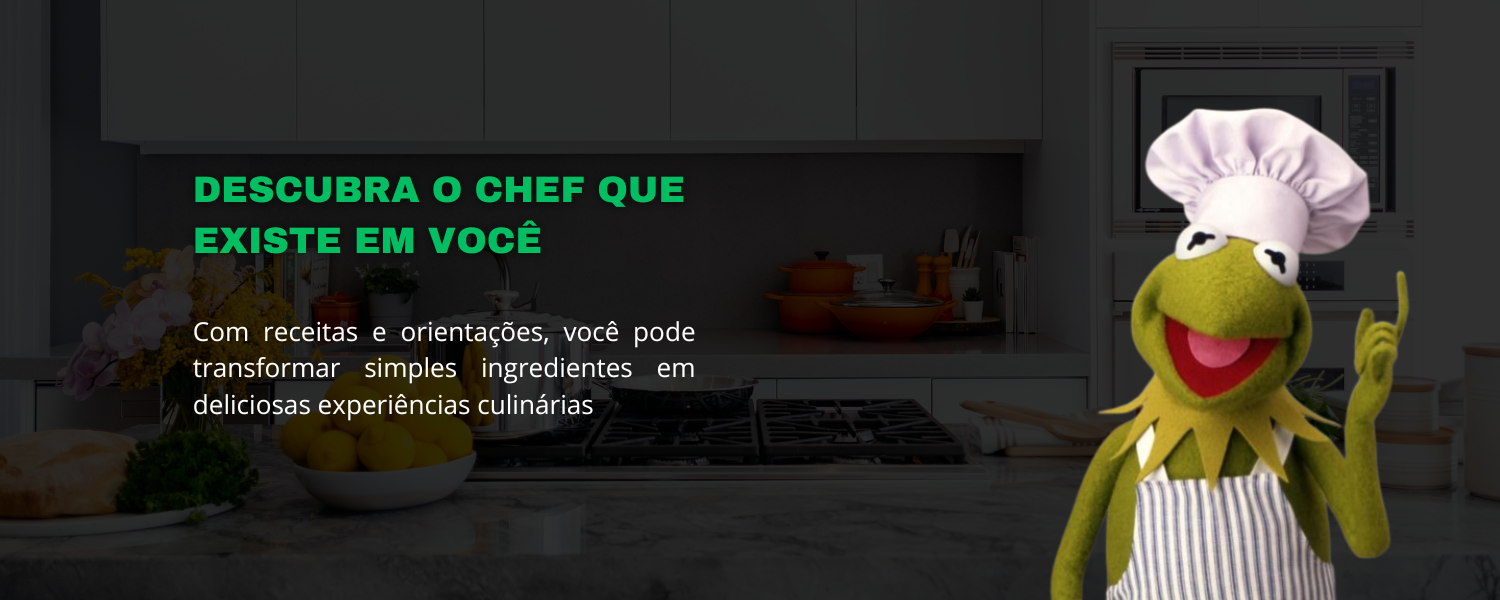 DESCUBRA O CHEF QUE
EXISTE EM VOCÊ
Com receitas e orientações, você pode
transformar simples ingredientes em
deliciosas experiências culinárias